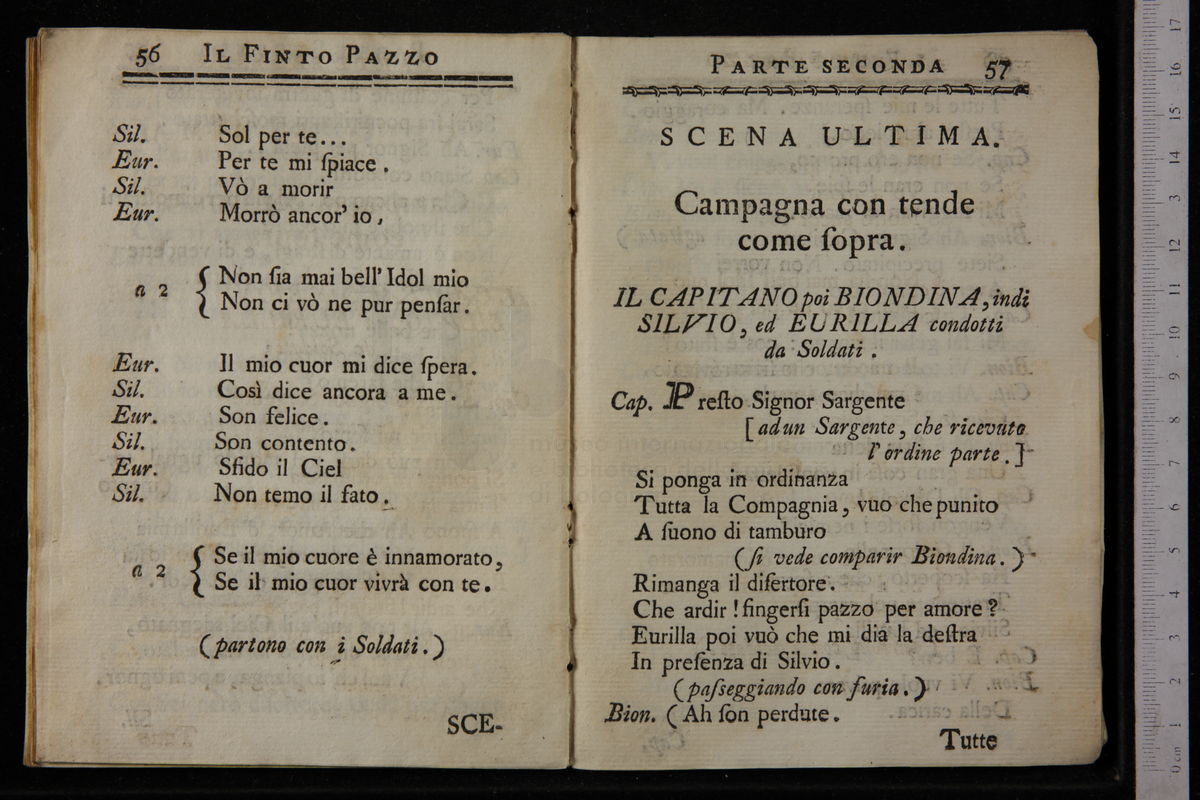 56 IL FINTO PAZZO
Sil. Sol per te...
Eur. Per te mi ſpiace.
Sil. Vò a morir
Eur. Morrò ancor' io,
a 2 { Non ſia mai bell' Idol mio
Non ci vò ne pur penſar.
Eur. Il mio cuor mi dice ſpera.
Sil. Così dice ancora a me.
Eur. Son felice.
Sil. Son contento.
Eur. Sfido il Ciel
Sil. Non temo il fato.
a 2 { Se il mio cuore è innamorato,
Se il mio cuor vivrà con te.
(partono con i Soldati.)
SCE-
PARTE SECONDA 57
SCENA ULTIMA.
Campagna con tende
come ſopra.
IL CAPITANO poi BIONDINA, indi
SILVIO, ed EURILLA condotti
da Soldati.
Cap. Preſto Signor Sargente
[adun Sargente, che ricevuto
l' ordine parte.]
Si ponga in ordinanza
Tutta la Compagnia, vuo che punito
A ſuono di tamburo
(ſi vede comparir Biondina.)
Rimanga il diſertore.
Che ardir! fingerſi pazzo per amore?
Eurilla poi vuò che mi dia la deſtra
In preſenza di Silvio.
(paſseggiando con furia.)
Bion. (Ah ſon perdute.
Tutte